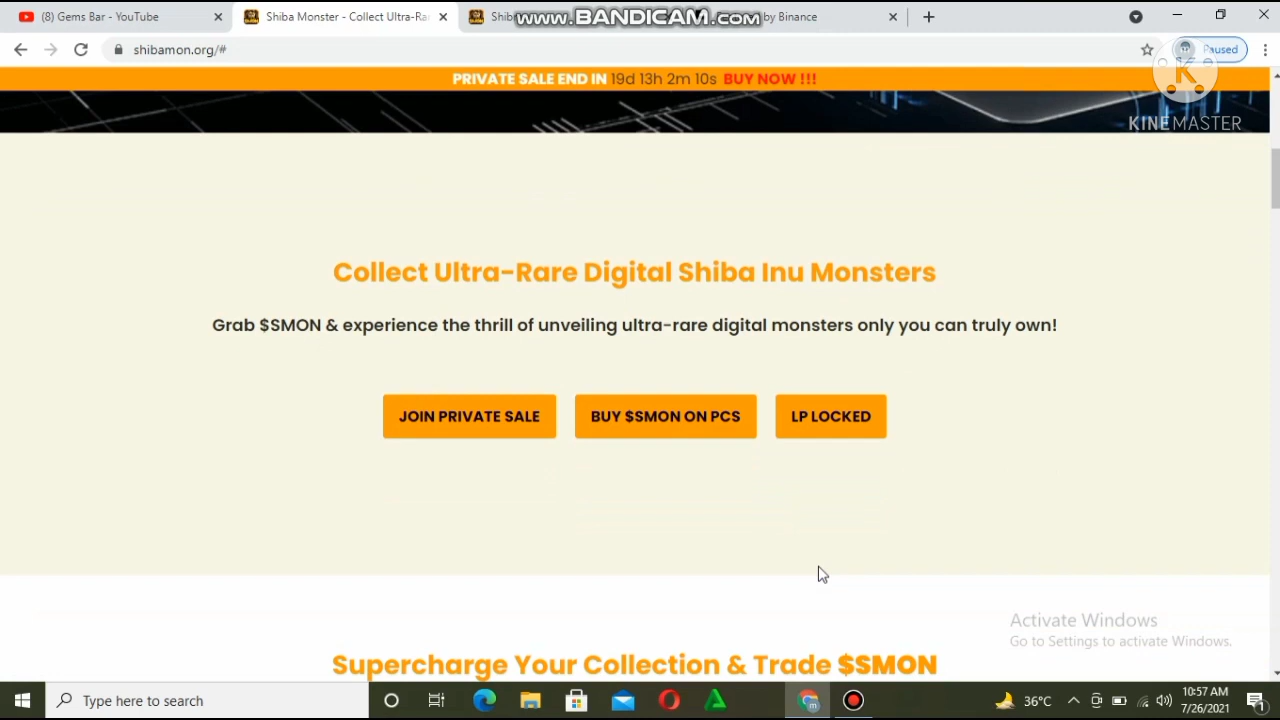 (8) Gems Bar - YouTube
Shiba Monster - Collect Ultra-Ra
www.BANDICAM.com
by Binance
shibamon.org/#
Paused
PRIVATE SALE END IN 19d 13h 2m 10s BUY NOW !!!
K
KINEMASTER
Collect Ultra-Rare Digital Shiba Inu Monsters
Grab $SMON & experience the thrill of unveiling ultra-rare digital monsters only you can truly own!
JOIN PRIVATE SALE
BUY $SMON ON PCS
LP LOCKED
Activate Windows
Go to Settings to activate Windows.
Supercharge Your Collection & Trade $SMON
Type here to search
36°C
10:57 AM
7/26/2021